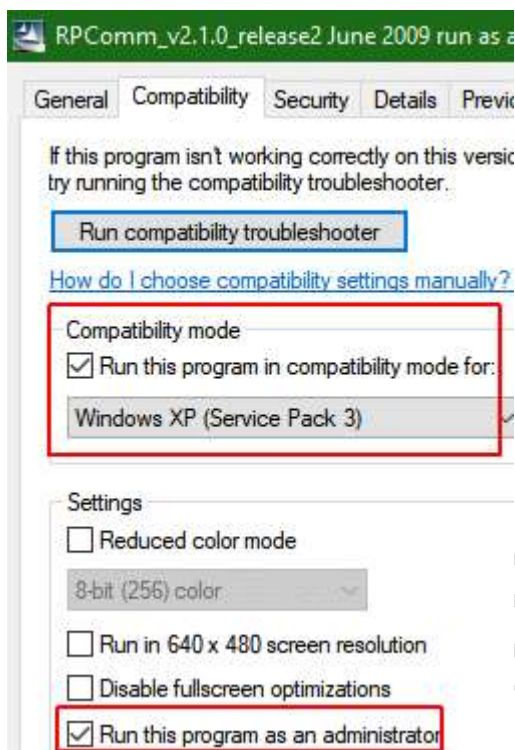 RPComm_v2.1.0_release2 June 2009 run as a
General Compatibility Security Details Previo
If this program isn't working correctly on this versic
try running the compatibility troubleshooter.
Run compatibility troubleshooter
How do I choose compatibility settings manually?
Compatibility mode
Run this program in compatibility mode for:
Windows XP (Service Pack 3)
Settings
Reduced color mode
8-bit (256) color
Run in 640 x 480 screen resolution
Disable fullscreen optimizations
Run this program as an administrator